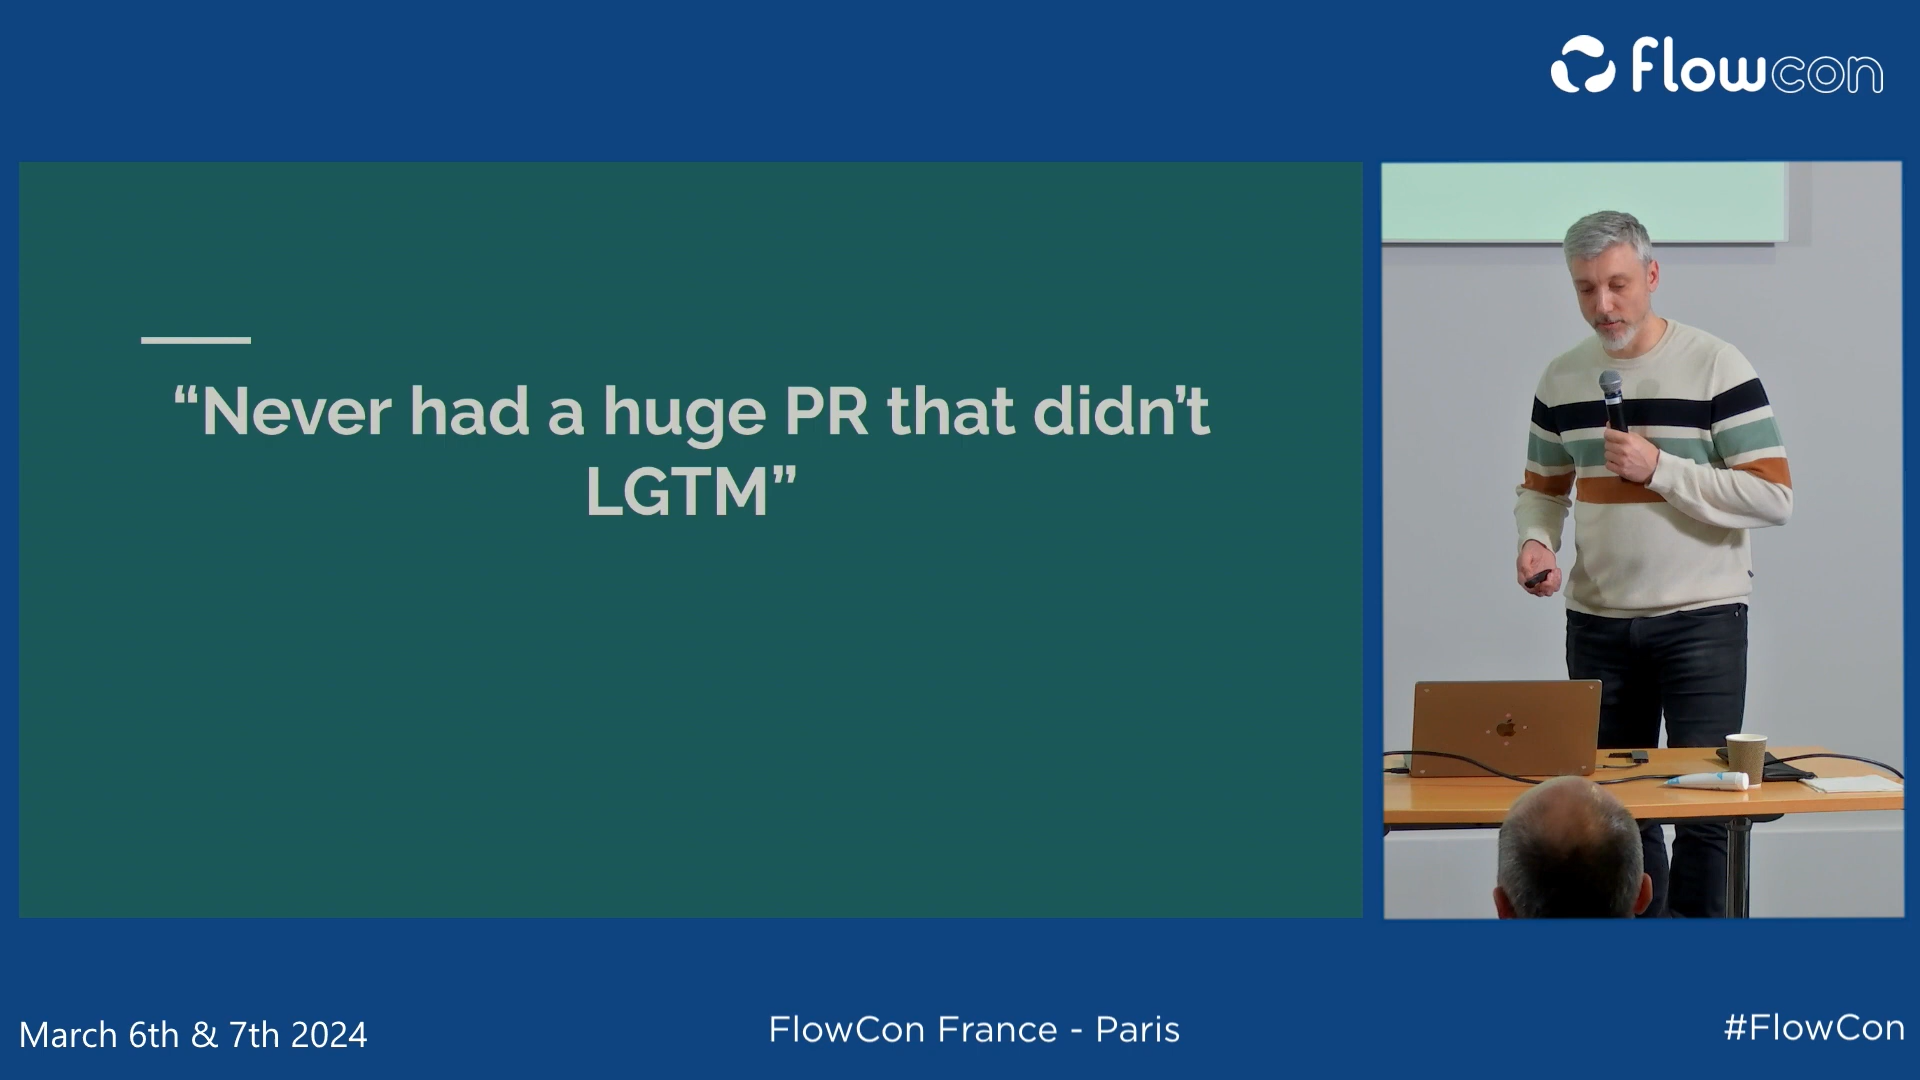 flowcon
“Never had a huge PR that didn’t
LGTM”
March 6th & 7th 2024
FlowCon France - Paris
#FlowCon